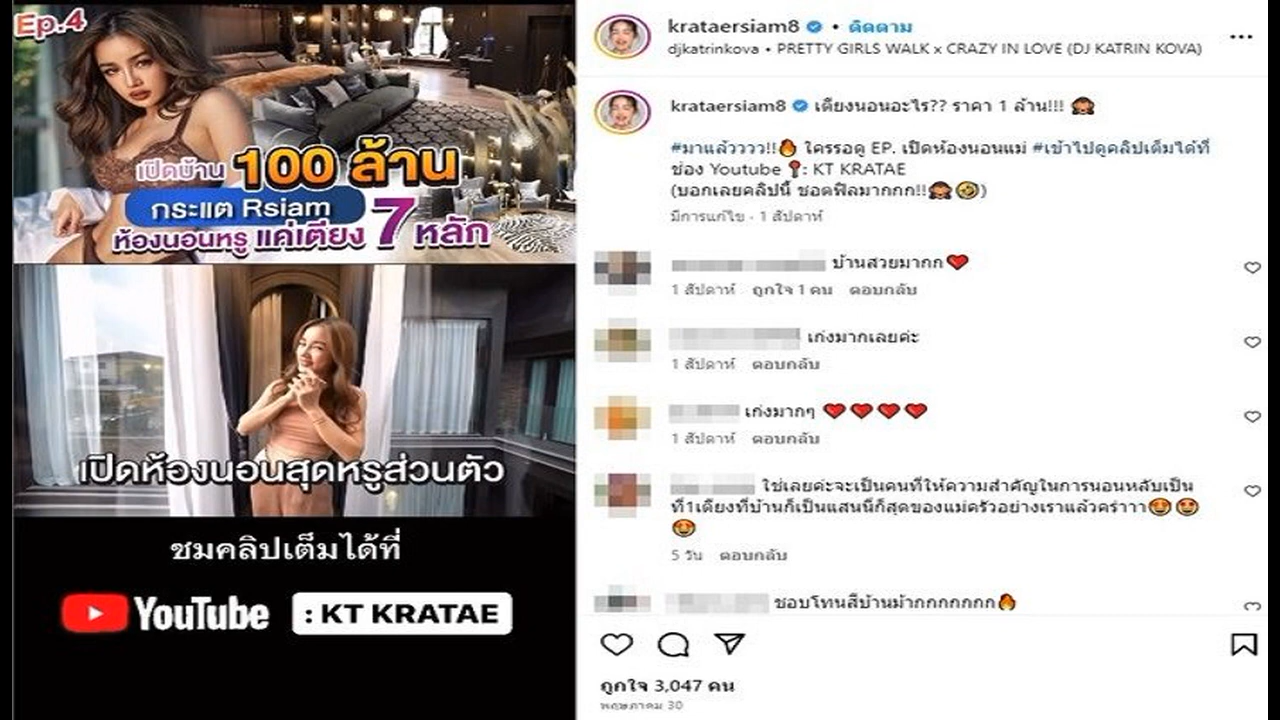 Ep.4
เปิดบ้าน 100 ล้าน
กระแต Rsiam
ห้องนอนหรู แค่เตียง 7 หลัก
เปิดห้องนอนสุดหรูส่วนตัว
ชมคลิปเต็มได้ที่
YouTube : KT KRATAE
krataersiam8 • ติดตาม
djkatrinkova • PRETTY GIRLS WALK x CRAZY IN LOVE (DJ KATRIN KOVA)
krataersiam8 เตียงนอนอะไร?? ราคา 1 ล้าน!!! 🙊
#มาแล้วววว!!🔥 ใครรอดู EP. เปิดห้องนอนแม่ #เข้าไปดูคลิปเต็มได้ที่
ช่อง Youtube 📍: KT KRATAE
(บอกเลยคลิปนี้ ชอตฟิลมากกก!!🙊🤣)
มีการแก้ไข · 1 สัปดาห์
บ้านสวยมากก❤️
1 สัปดาห์ ถูกใจ 1 คน ตอบกลับ
เก่งมากเลยค่ะ
1 สัปดาห์ ตอบกลับ
เก่งมากๆ ❤️❤️❤️❤️
1 สัปดาห์ ตอบกลับ
ใช่เลยค่ะจะเป็นคนที่ให้ความสำคัญในการนอนหลับเป็น
ที่1เตียงที่บ้านก็เป็นแสนนี่ก็สุดของแม่ครัวอย่างเราแล้วคร่าาา😍😍
😍
5 วัน ตอบกลับ
ชอบโทนสีบ้านม้ากกกกกกก🔥
ถูกใจ 3,047 คน
พฤษภาคม 30